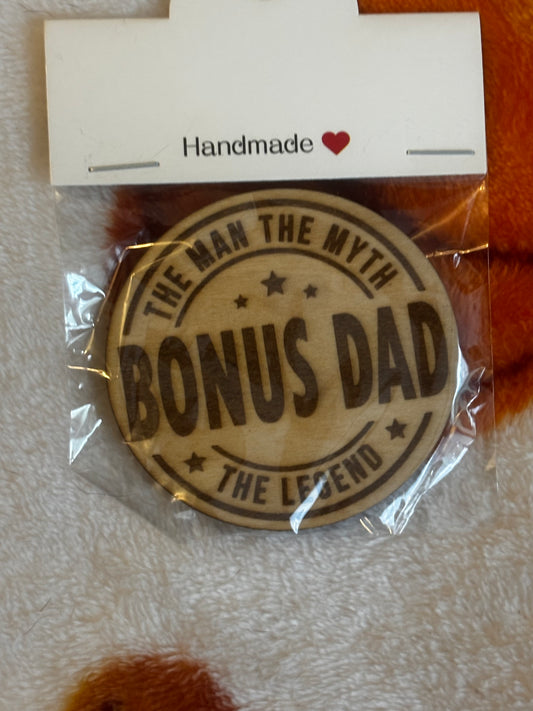 Handmade ❤
THE MAN THE MYTH
BONUS DAD
THE LEGEND